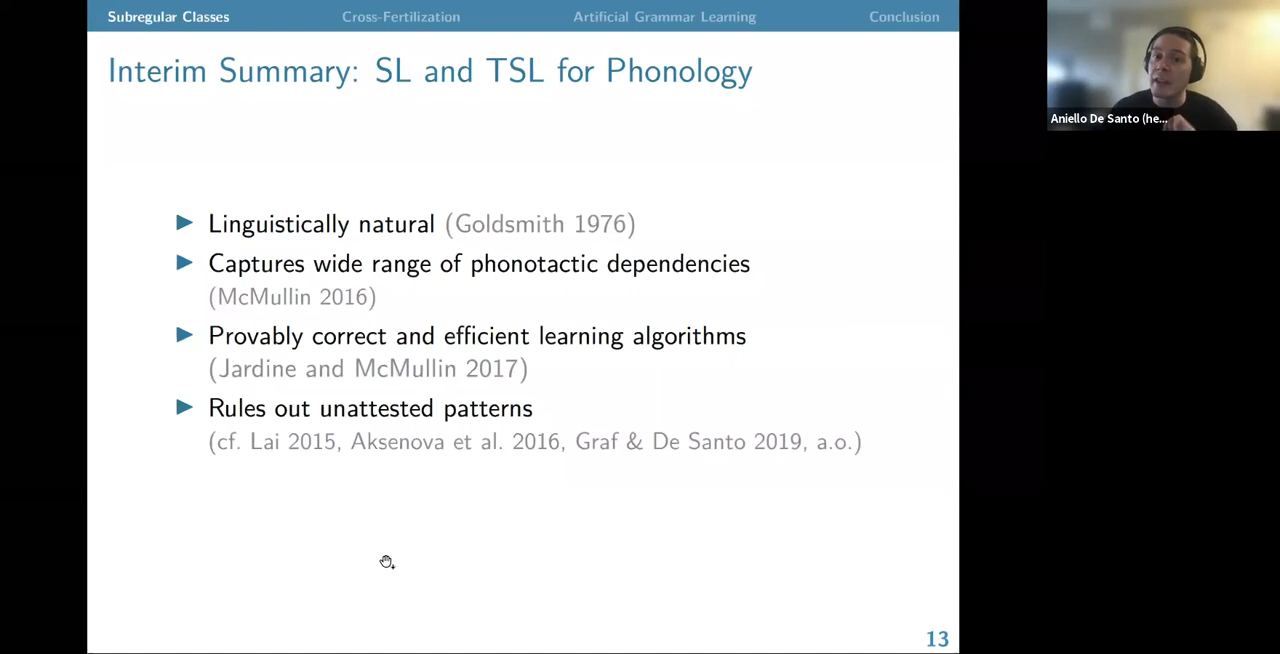 Subregular Classes Cross-Fertilization Artificial Grammar Learning Conclusion
Interim Summary: SL and TSL for Phonology
Linguistically natural (Goldsmith 1976)
Captures wide range of phonotactic dependencies
(McMullin 2016)
Provably correct and efficient learning algorithms
(Jardine and McMullin 2017)
Rules out unattested patterns
(cf. Lai 2015, Aksenova et al. 2016, Graf & De Santo 2019, a.o.)
13
Aniello De Santo (he...